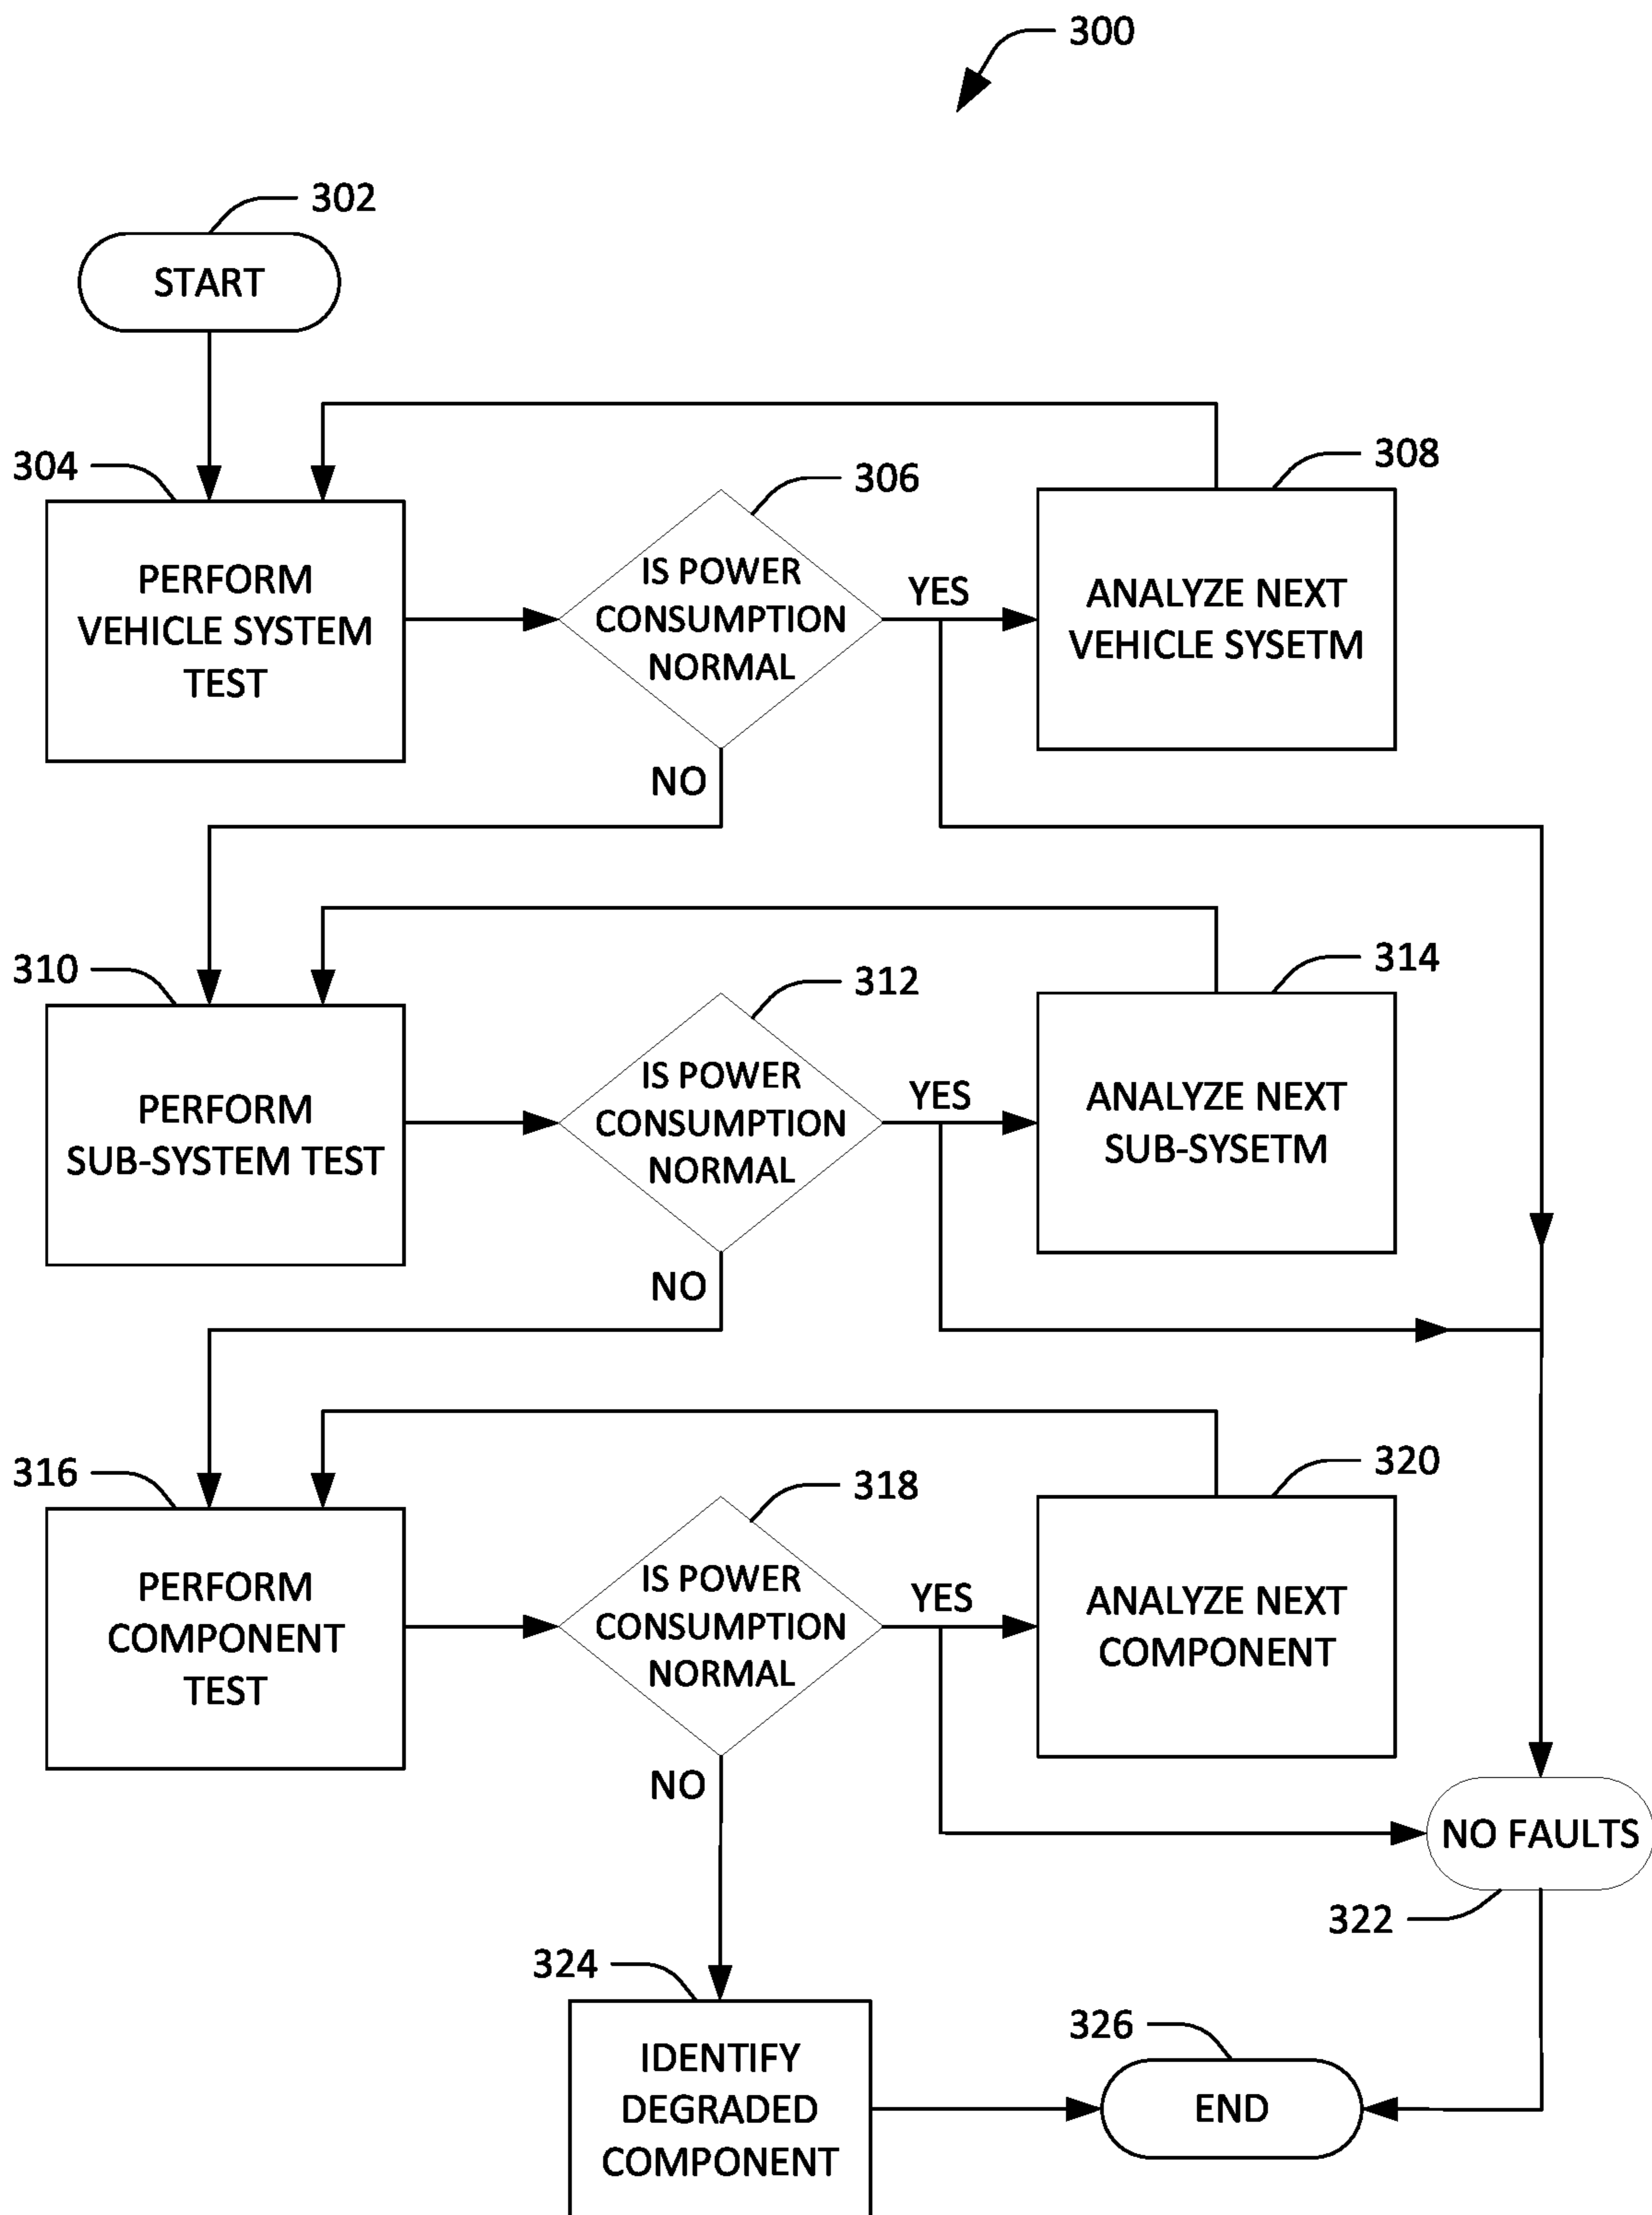 300
302
START
304
306
308
PERFORM
VEHICLE SYSTEM
TEST
IS POWER
CONSUMPTION
NORMAL
YES
ANALYZE NEXT
VEHICLE SYSETM
NO
310
312
314
PERFORM
SUB-SYSTEM TEST
IS POWER
CONSUMPTION
NORMAL
YES
ANALYZE NEXT
SUB-SYSETM
NO
316
318
320
PERFORM
COMPONENT
TEST
IS POWER
CONSUMPTION
NORMAL
YES
ANALYZE NEXT
COMPONENT
NO
NO FAULTS
322
324
326
IDENTIFY
DEGRADED
COMPONENT
END